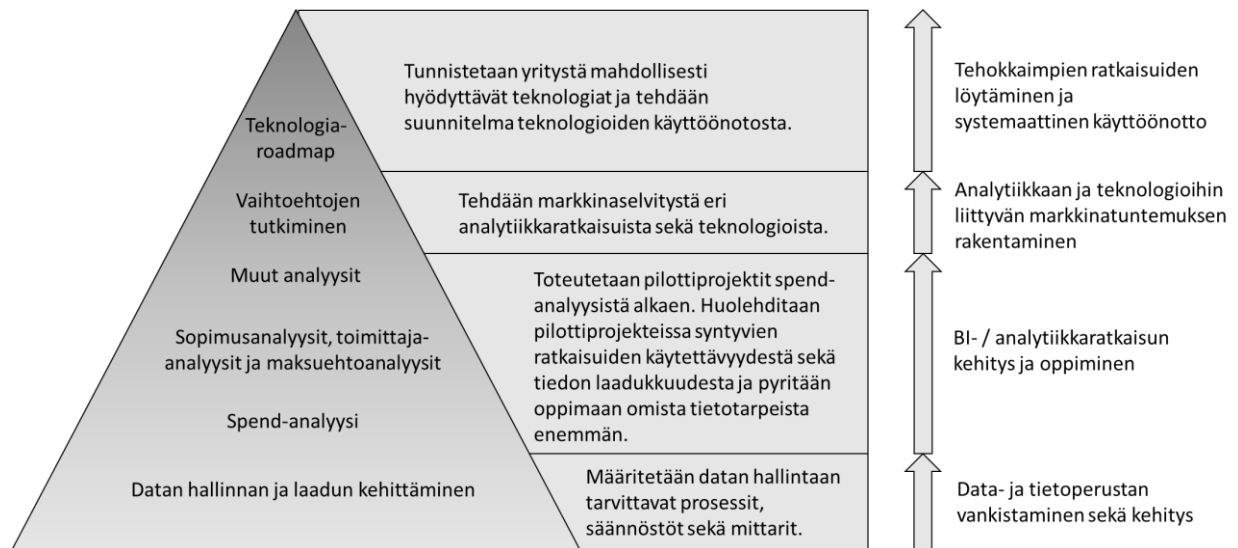 Teknologia-
roadmap
Tunnistetaan yritystä mahdollisesti
hyödyttävät teknologiat ja tehdään
suunnitelma teknologioiden käyttöönotosta.
Tehokkaimpien ratkaisuiden
löytäminen ja
systemaattinen käyttöönotto
Vaihtoehtojen
tutkiminen
Tehdään markkinaselvitystä eri
analytiikkaratkaisuista sekä teknologioista.
Analytiikkaan ja teknologioihin
liittyvän markkinatuntemuksen
rakentaminen
Muut analyysit
Sopimusanalyysit, toimittaja-
analyysit ja maksuehtoanalyysit
Spend-analyysi
Toteutetaan pilottiprojektit spend-
analyysistä alkaen. Huolehditaan
pilottiprojekteissa syntyvien
ratkaisuiden käytettävyydestä sekä
tiedon laadukkuudesta ja pyritään
oppimaan omista tietotarpeista
enemmän.
BI- / analytiikkaratkaisun
kehitys ja oppiminen
Datan hallinnan ja laadun kehittäminen
Määritetään datan hallintaan
tarvittavat prosessit,
säännöstöt sekä mittarit.
Data- ja tietoperustan
vankistaminen sekä kehitys